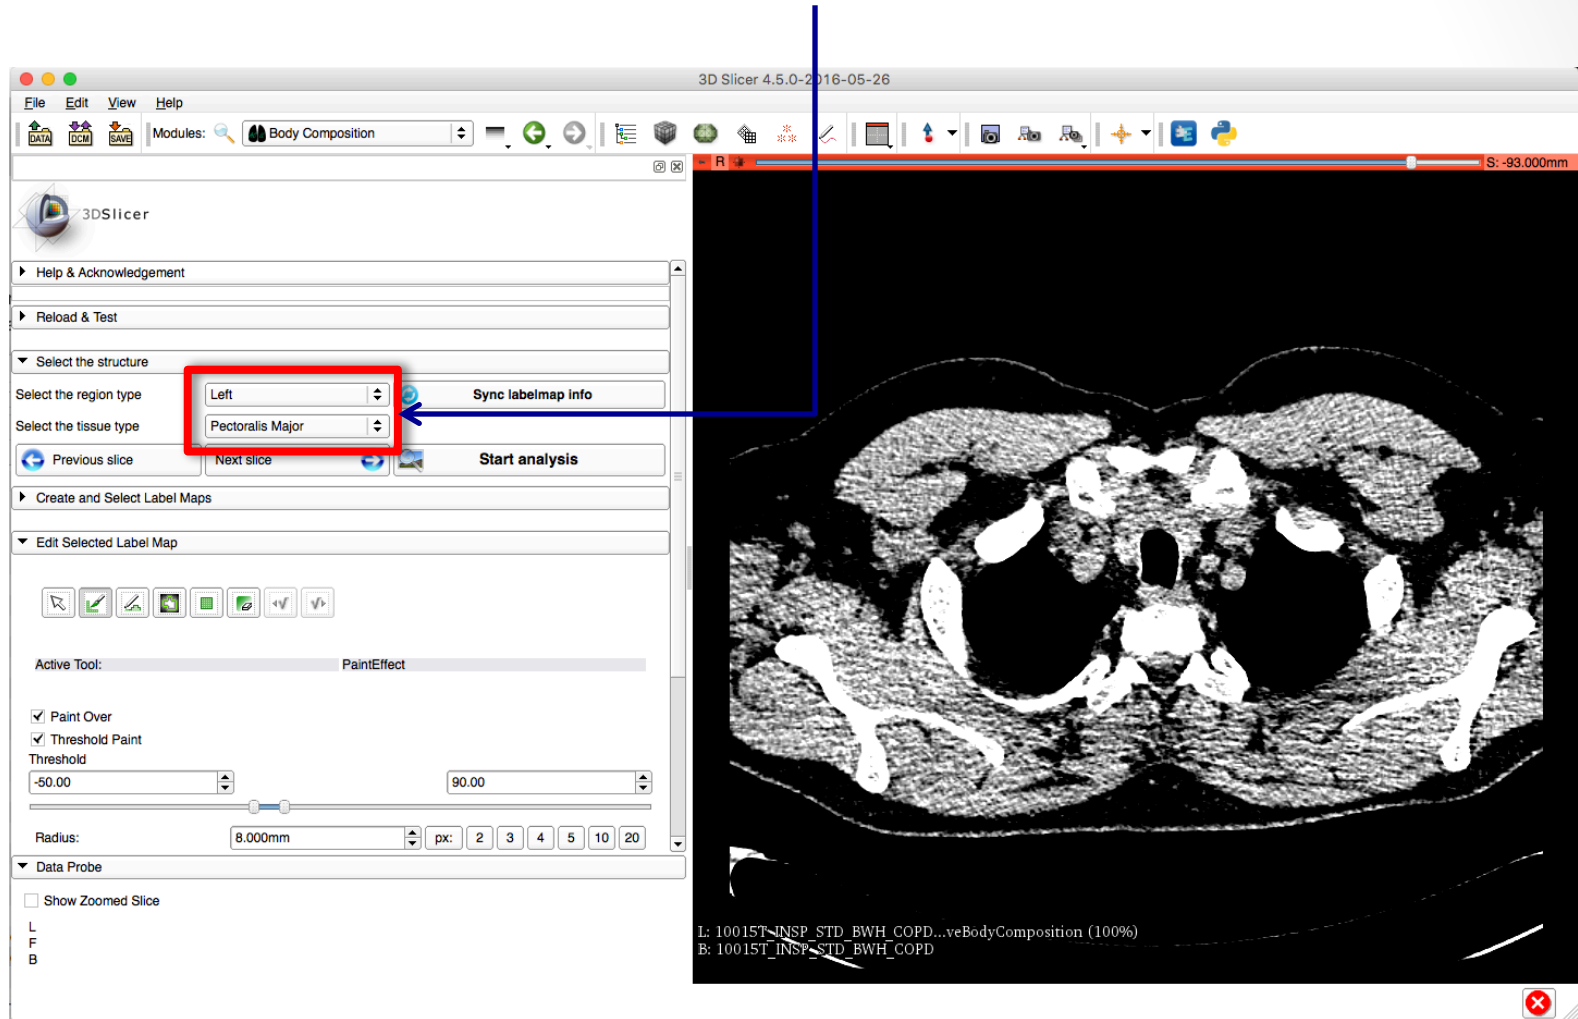 3D Slicer 4.5.0-2016-05-26
File Edit View Help
DATA DCM SAVE Modules: Body Composition
R S: -93.000mm
3DSlicer
Help & Acknowledgement
Reload & Test
Select the structure
Select the region type Left Sync labelmap info
Select the tissue type Pectoralis Major
Previous slice Next slice Start analysis
Create and Select Label Maps
Edit Selected Label Map
Active Tool: PaintEffect
Paint Over
Threshold Paint
Threshold
-50.00 90.00
Radius: 8.000mm px: 2 3 4 5 10 20
Data Probe
Show Zoomed Slice
L
F
B
L: 10015T_INSP_STD_BWH_COPD...veBodyComposition (100%)
B: 10015T_INSP_STD_BWH_COPD